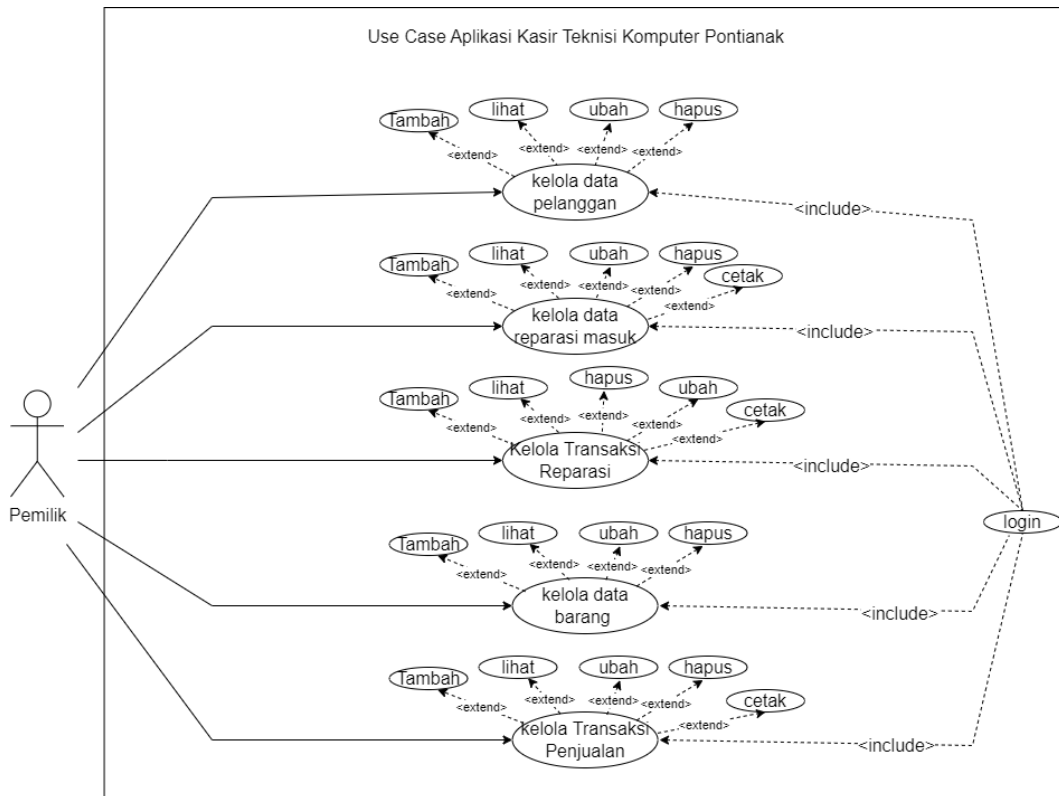 Use Case Aplikasi Kasir Teknisi Komputer Pontianak
Tambah
lihat
ubah
hapus
<extend>
<extend>
<extend>
<extend>
kelola data
pelanggan
<include>
Tambah
lihat
ubah
hapus
cetak
<extend>
<extend>
<extend>
<extend>
<extend>
kelola data
reparasi masuk
<include>
Tambah
lihat
hapus
ubah
cetak
<extend>
<extend>
<extend>
<extend>
<extend>
Kelola Transaksi
Reparasi
<include>
Pemilik
login
Tambah
lihat
ubah
hapus
<extend>
<extend>
<extend>
<extend>
kelola data
barang
<include>
Tambah
lihat
ubah
hapus
cetak
<extend>
<extend>
<extend>
<extend>
<extend>
kelola Transaksi
Penjualan
<include>